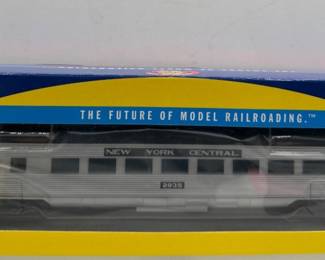 THE FUTURE OF MODEL RAILROADING.™
NEW YORK CENTRAL
2935